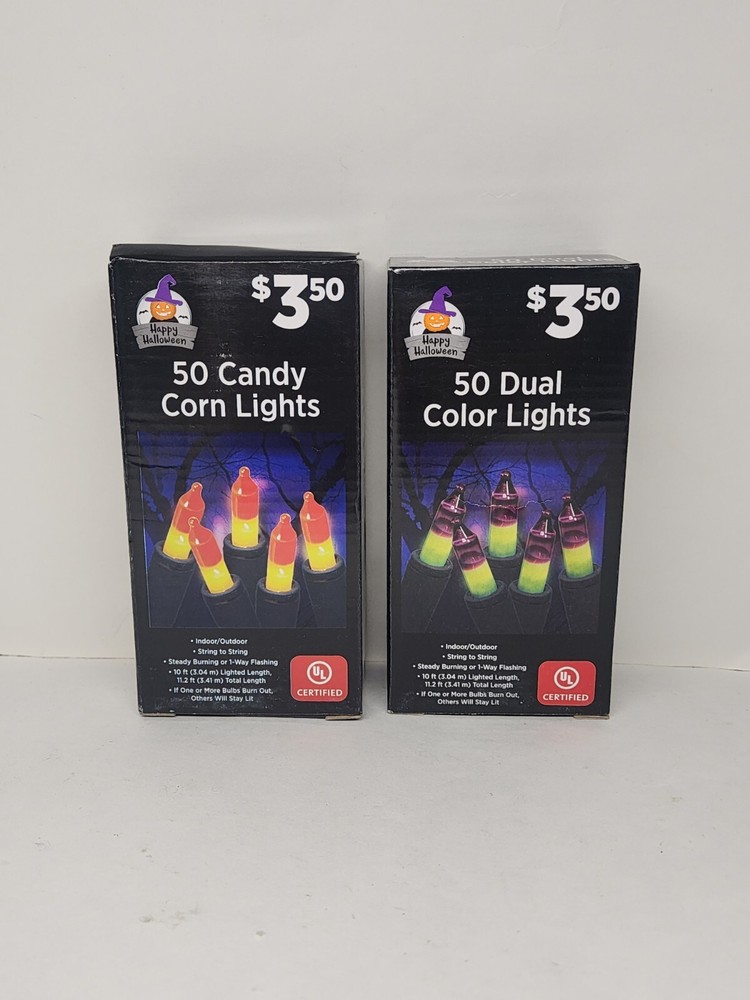 $3.50
Happy
Halloween
50 Candy
Corn Lights
• Indoor/Outdoor
• String to String
• Steady Burning or 1-Way Flashing
• 10 ft (3.04 m) Lighted Length,
11.2 ft (3.41 m) Total Length
• If One or More Bulbs Burn Out,
Others Will Stay Lit
UL
CERTIFIED
$3.50
Happy
Halloween
50 Dual
Color Lights
• Indoor/Outdoor
• String to String
• Steady Burning or 1-Way Flashing
• 10 ft (3.04 m) Lighted Length,
11.2 ft (3.41 m) Total Length
• If One or More Bulbs Burn Out,
Others Will Stay Lit
UL
CERTIFIED